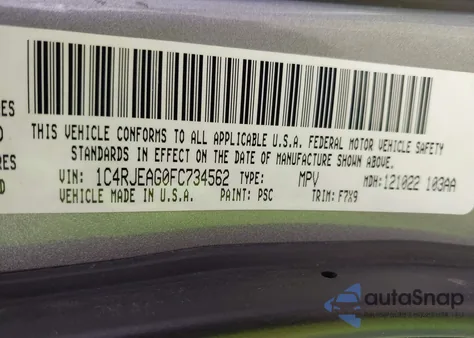 ES
D
R
THIS VEHICLE CONFORMS TO ALL APPLICABLE U.S.A. FEDERAL MOTOR VEHICLE SAFETY
STANDARDS IN EFFECT ON THE DATE OF MANUFACTURE SHOWN ABOVE.
VIN: 1C4RJEAG0FC734562 TYPE: MPV MDH: 121022 103AA
VEHICLE MADE IN U.S.A. PAINT: PSC TRIM: F7X9
autoSnap